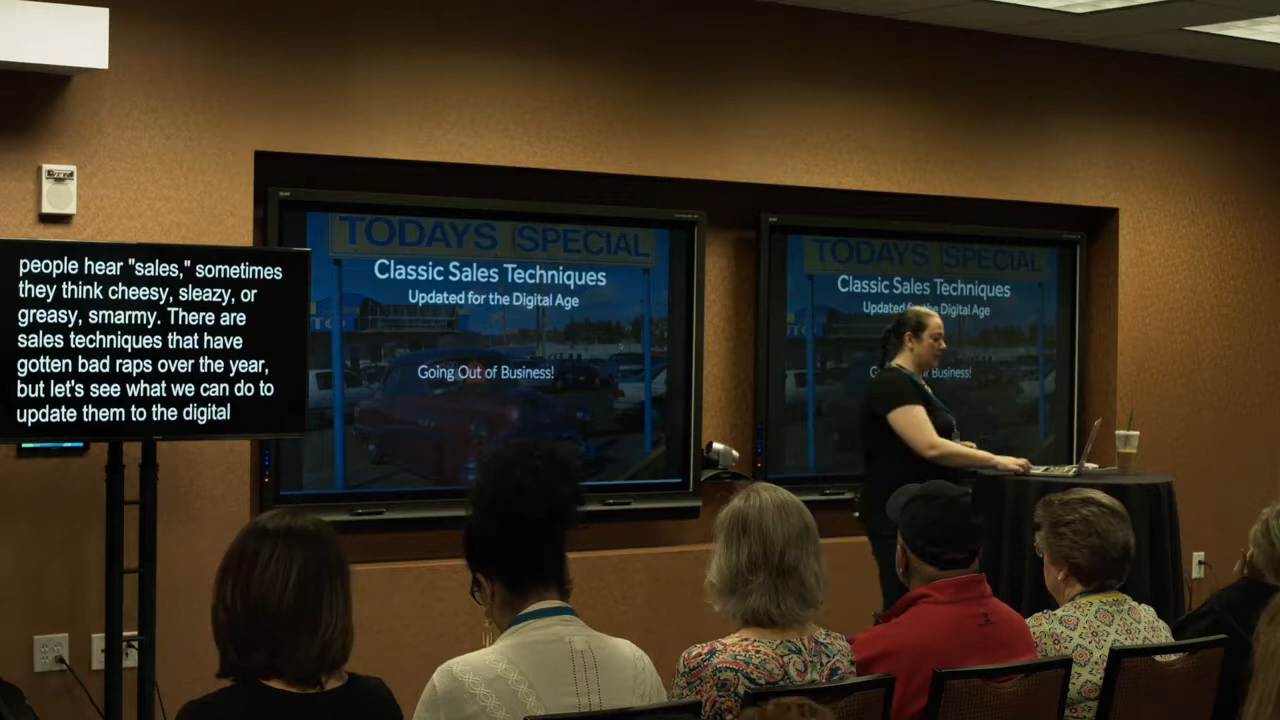 people hear "sales," sometimes
they think cheesy, sleazy, or
greasy, smarmy. There are
sales techniques that have
gotten bad raps over the year,
but let's see what we can do to
update them to the digital
TODAYS SPECIAL
Classic Sales Techniques
Updated for the Digital Age
Going Out of Business!
TODAYS SPECIAL
Classic Sales Techniques
Updated for the Digital Age
Business!